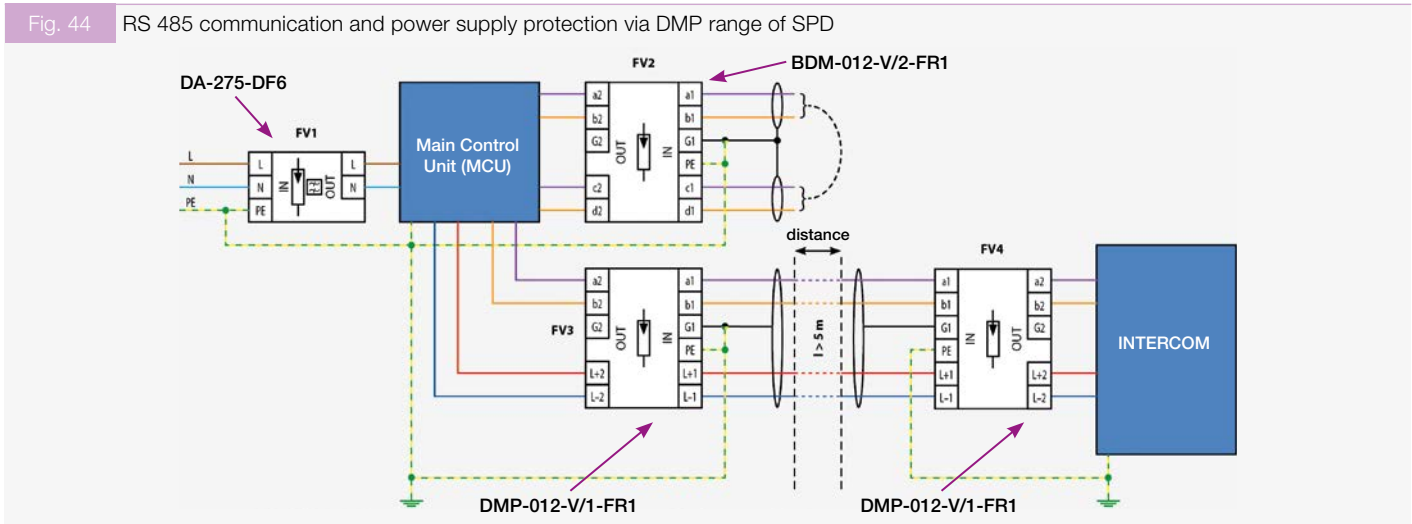 Fig. 44 RS 485 communication and power supply protection via DMP range of SPD
DA-275-DF6
FV1
L
N
PE
L
N
PE
IN
OUT
L
N
Main Control
Unit (MCU)
FV2
BDM-012-V/2-FR1
a2
b2
G2
c2
d2
OUT
IN
a1
b1
G1
PE
c1
d1
distance
l > 5 m
FV3
a2
b2
G2
L+2
L-2
OUT
IN
a1
b1
G1
PE
L+1
L-1
DMP-012-V/1-FR1
FV4
a1
b1
G1
PE
L+1
L-1
IN
OUT
a2
b2
G2
L+2
L-2
INTERCOM
DMP-012-V/1-FR1